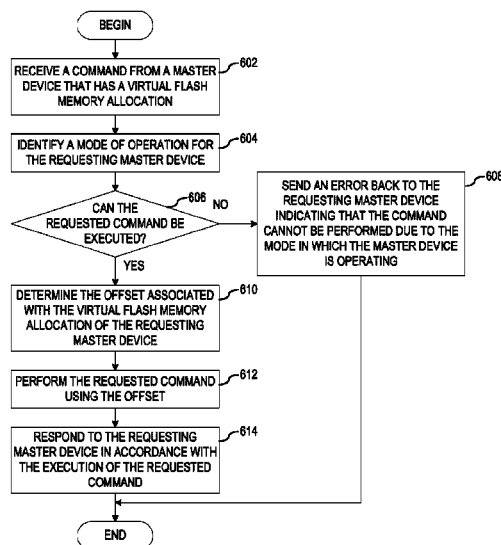 BEGIN
602
RECEIVE A COMMAND FROM A MASTER
DEVICE THAT HAS A VIRTUAL FLASH
MEMORY ALLOCATION
604
IDENTIFY A MODE OF OPERATION FOR
THE REQUESTING MASTER DEVICE
606
CAN THE
REQUESTED COMMAND BE
EXECUTED?
NO
YES
608
SEND AN ERROR BACK TO THE
REQUESTING MASTER DEVICE
INDICATING THAT THE COMMAND
CANNOT BE PERFORMED DUE TO THE
MODE IN WHICH THE MASTER DEVICE
IS OPERATING
610
DETERMINE THE OFFSET ASSOCIATED
WITH THE VIRTUAL FLASH MEMORY
ALLOCATION OF THE REQUESTING
MASTER DEVICE
612
PERFORM THE REQUESTED COMMAND
USING THE OFFSET
614
RESPOND TO THE REQUESTING
MASTER DEVICE IN ACCORDANCE WITH
THE EXECUTION OF THE REQUESTED
COMMAND
END